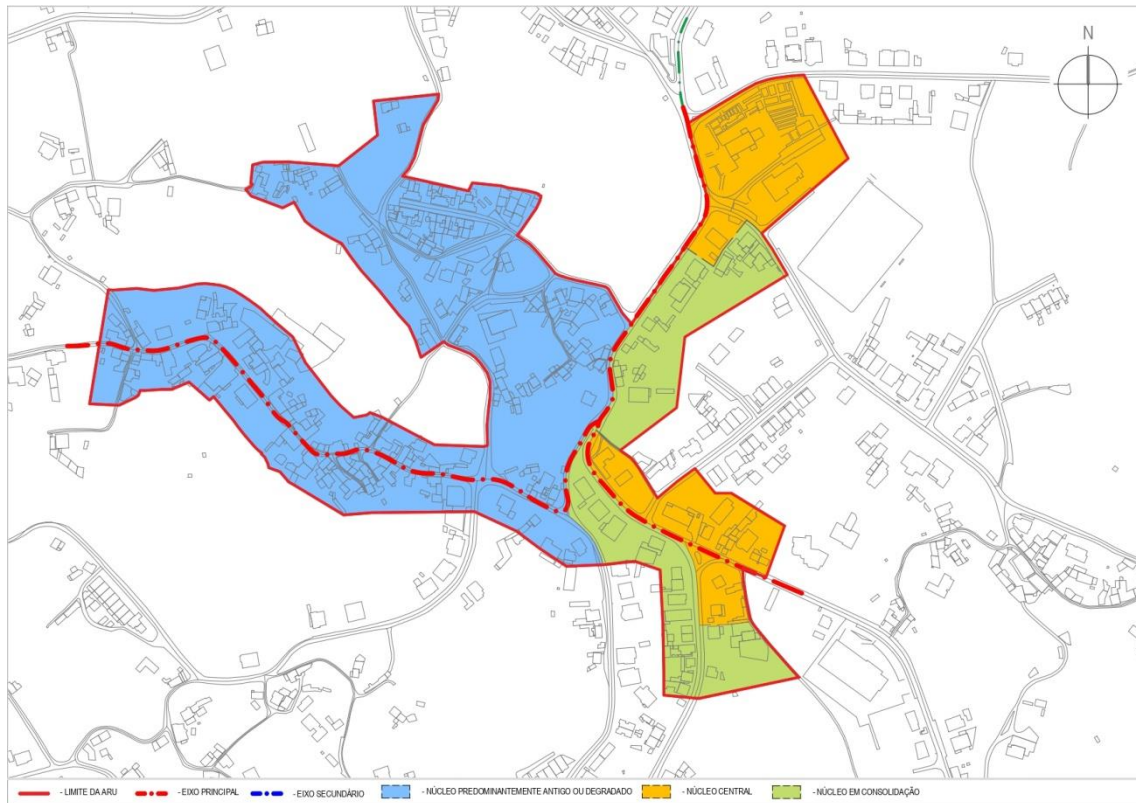 N
- LIMITE DA ARU - EIXO PRINCIPAL - EIXO SECUNDÁRIO - NÚCLEO PREDOMINANTEMENTE ANTIGO OU DEGRADADO - NÚCLEO CENTRAL - NÚCLEO EM CONSOLIDAÇÃO